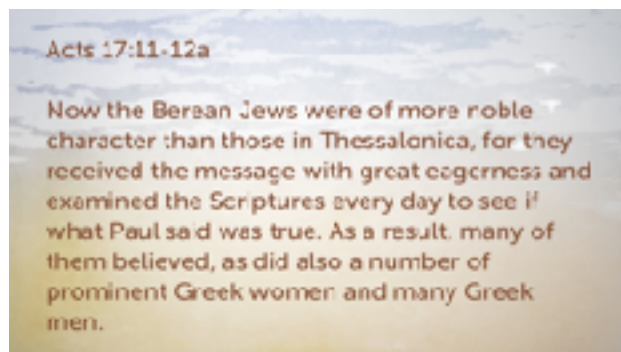 Acts 17:11-12a
Now the Berean Jews were of more noble
character than those in Thessalonica, for they
received the message with great eagerness and
examined the Scriptures every day to see if
what Paul said was true. As a result, many of
them believed, as did also a number of
prominent Greek women and many Greek
men.